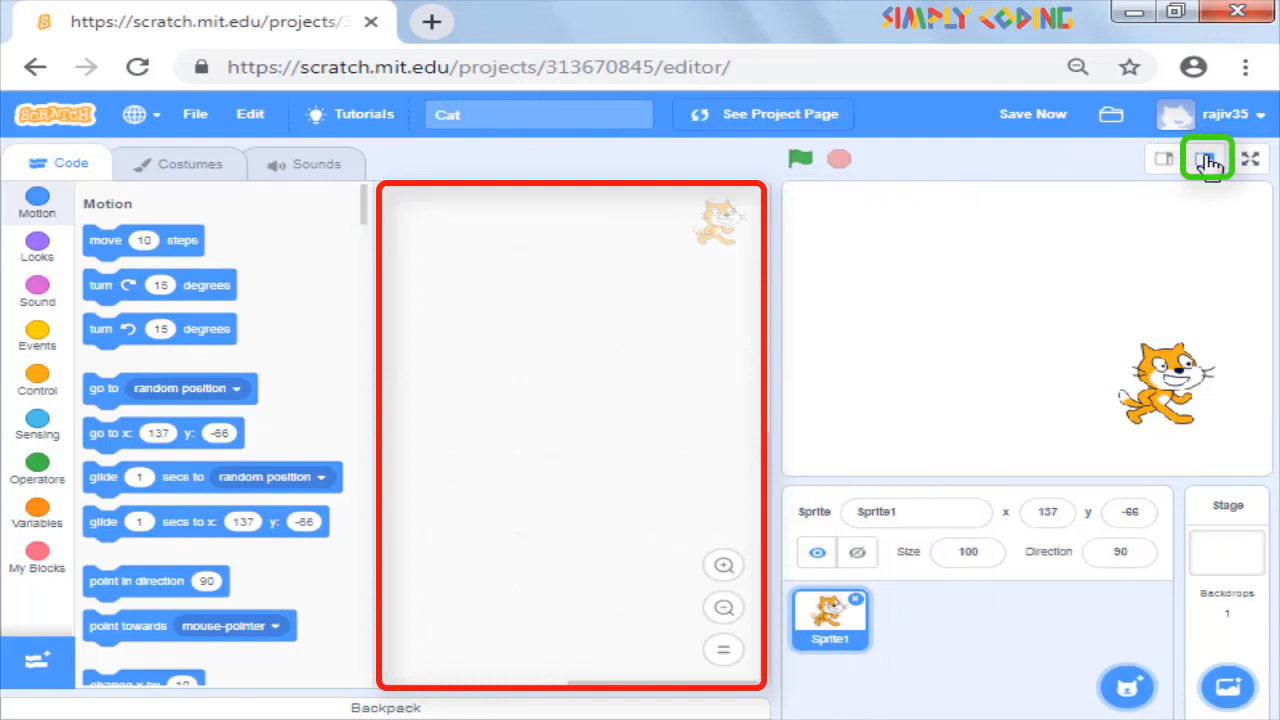 https://scratch.mit.edu/projects/3
SIMPLY CODING
https://scratch.mit.edu/projects/313670845/editor/
SCRATCH
File
Edit
Tutorials
Cat
See Project Page
Save Now
rajiv35
Code
Costumes
Sounds
Motion
Looks
Sound
Events
Control
Sensing
Operators
Variables
My Blocks
Motion
move 10 steps
turn 15 degrees
turn 15 degrees
go to random position
go to x: 137 y: -66
glide 1 secs to random position
glide 1 secs to x: 137 y: -66
point in direction 90
point towards mouse-pointer
change x by 10
Backpack
Sprite Sprite1 x 137 y -66
Size 100 Direction 90
Sprite1
Stage
Backdrops
1